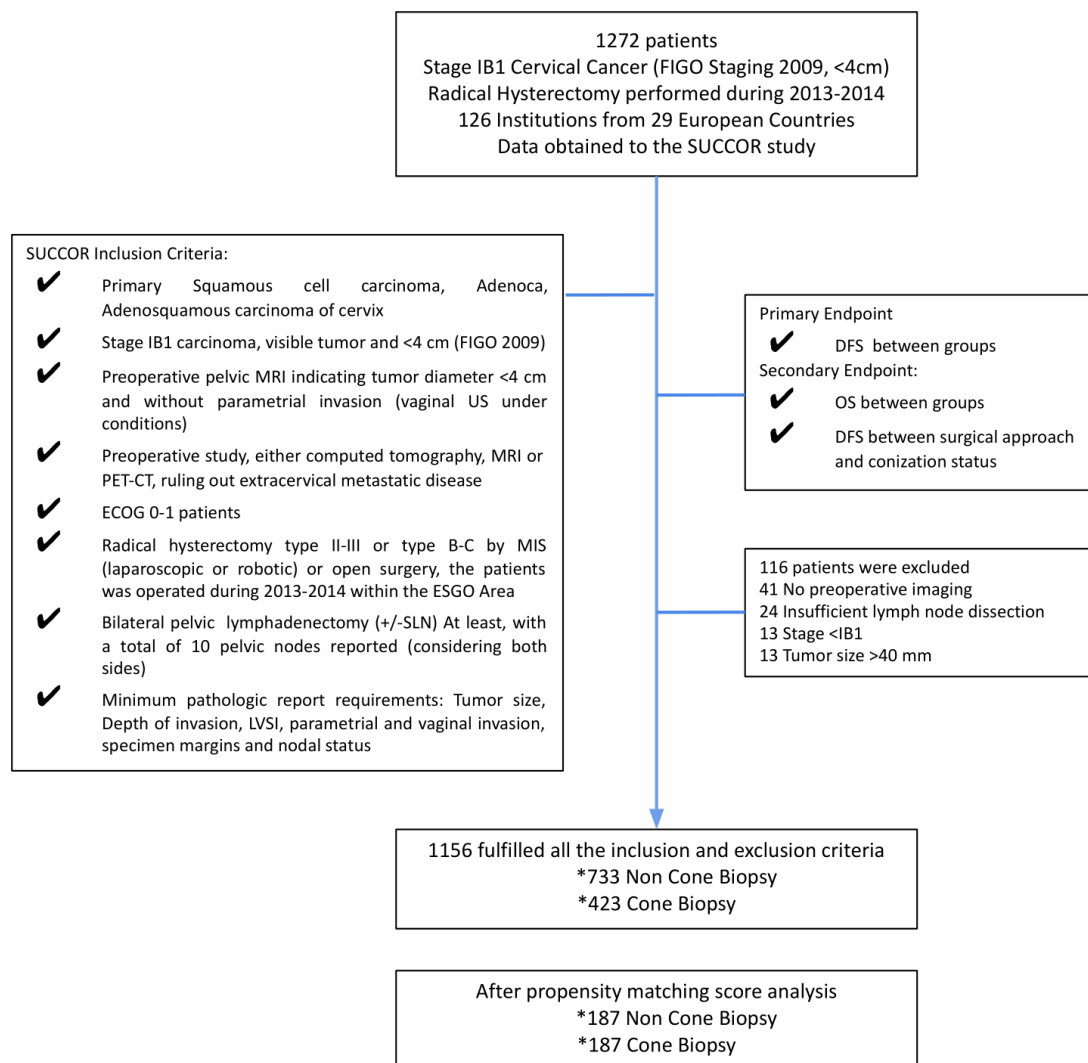 1272 patients
Stage IB1 Cervical Cancer (FIGO Staging 2009, <4cm)
Radical Hysterectomy performed during 2013-2014
126 Institutions from 29 European Countries
Data obtained to the SUCCOR study
SUCCOR Inclusion Criteria:
✔ Primary Squamous cell carcinoma, Adenoca,
Adenosquamous carcinoma of cervix
✔ Stage IB1 carcinoma, visible tumor and <4 cm (FIGO 2009)
✔ Preoperative pelvic MRI indicating tumor diameter <4 cm
and without parametrial invasion (vaginal US under
conditions)
✔ Preoperative study, either computed tomography, MRI or
PET-CT, ruling out extracervical metastatic disease
✔ ECOG 0-1 patients
✔ Radical hysterectomy type II-III or type B-C by MIS
(laparoscopic or robotic) or open surgery, the patients
was operated during 2013-2014 within the ESGO Area
✔ Bilateral pelvic lymphadenectomy (+/-SLN) At least, with
a total of 10 pelvic nodes reported (considering both
sides)
✔ Minimum pathologic report requirements: Tumor size,
Depth of invasion, LVSI, parametrial and vaginal invasion,
specimen margins and nodal status
Primary Endpoint
✔ DFS between groups
Secondary Endpoint:
✔ OS between groups
✔ DFS between surgical approach
and conization status
116 patients were excluded
41 No preoperative imaging
24 Insufficient lymph node dissection
13 Stage <IB1
13 Tumor size >40 mm
1156 fulfilled all the inclusion and exclusion criteria
*733 Non Cone Biopsy
*423 Cone Biopsy
After propensity matching score analysis
*187 Non Cone Biopsy
*187 Cone Biopsy